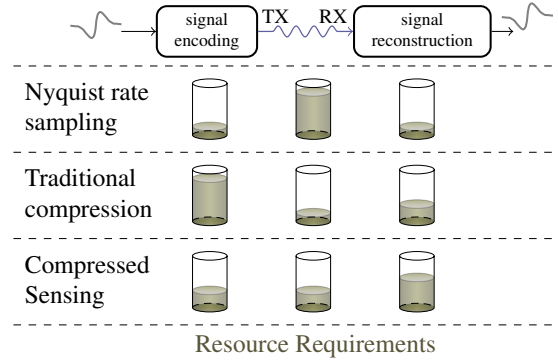 signal
encoding
TX
RX
signal
reconstruction
Nyquist rate
sampling
Traditional
compression
Compressed
Sensing
Resource Requirements